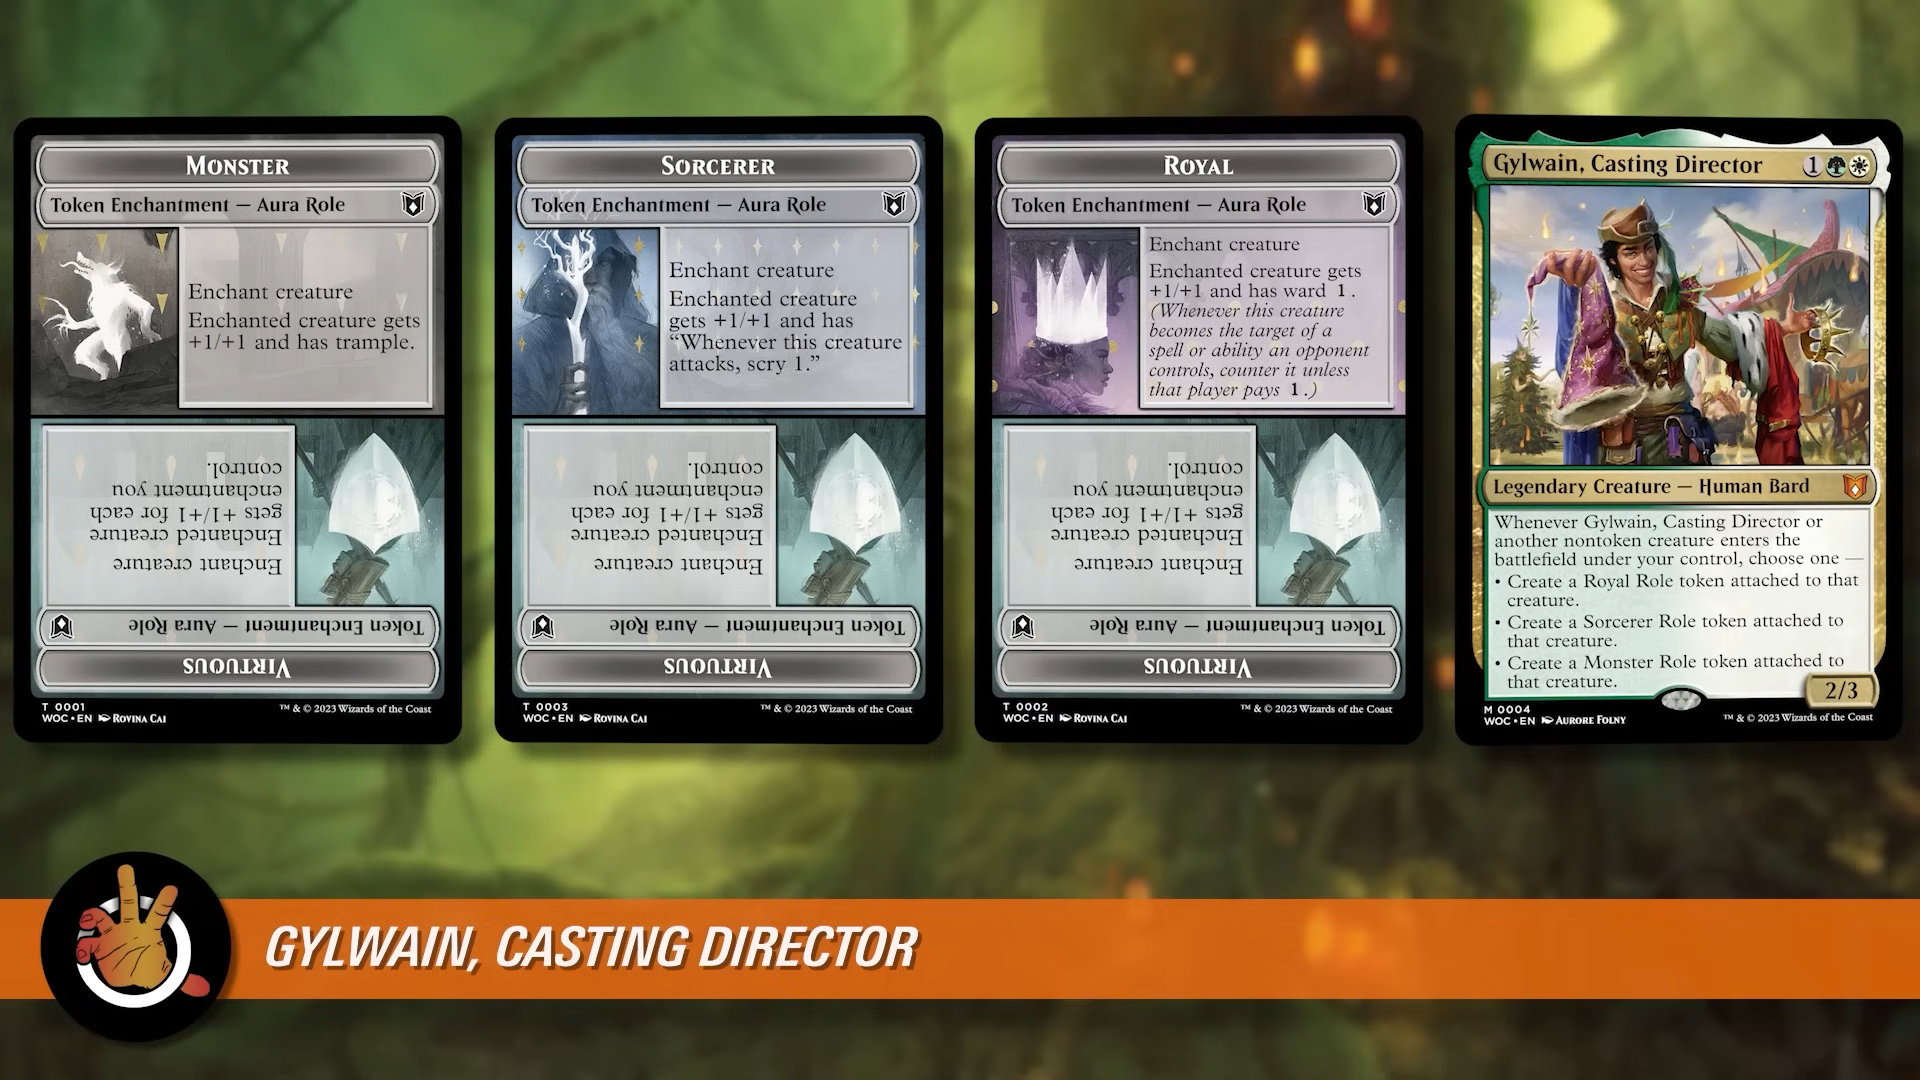 MONSTER
Token Enchantment — Aura Role
Enchant creature
Enchanted creature gets
+1/+1 and has trample.
VIRTUOUS
Token Enchantment — Aura Role
Enchant creature
Enchanted creature
gets +1/+1 for each
enchantment you
control.
T 0001
WOC • EN ROVINA CAI
™ & © 2023 Wizards of the Coast
SORCERER
Token Enchantment — Aura Role
Enchant creature
Enchanted creature
gets +1/+1 and has
“Whenever this creature
attacks, scry 1.”
VIRTUOUS
Token Enchantment — Aura Role
Enchant creature
Enchanted creature
gets +1/+1 for each
enchantment you
control.
T 0003
WOC • EN ROVINA CAI
™ & © 2023 Wizards of the Coast
ROYAL
Token Enchantment — Aura Role
Enchant creature
Enchanted creature gets
+1/+1 and has ward 1.
(Whenever this creature
becomes the target of a
spell or ability an opponent
controls, counter it unless
that player pays 1.)
VIRTUOUS
Token Enchantment — Aura Role
Enchant creature
Enchanted creature
gets +1/+1 for each
enchantment you
control.
T 0002
WOC • EN ROVINA CAI
™ & © 2023 Wizards of the Coast
Gylwain, Casting Director 1
Legendary Creature — Human Bard
Whenever Gylwain, Casting Director or
another nontoken creature enters the
battlefield under your control, choose one —
• Create a Royal Role token attached to that
creature.
• Create a Sorcerer Role token attached to
that creature.
• Create a Monster Role token attached to
that creature.
2/3
M 0004
WOC • EN AURORE FOLNY
™ & © 2023 Wizards of the Coast
GYLWAIN, CASTING DIRECTOR